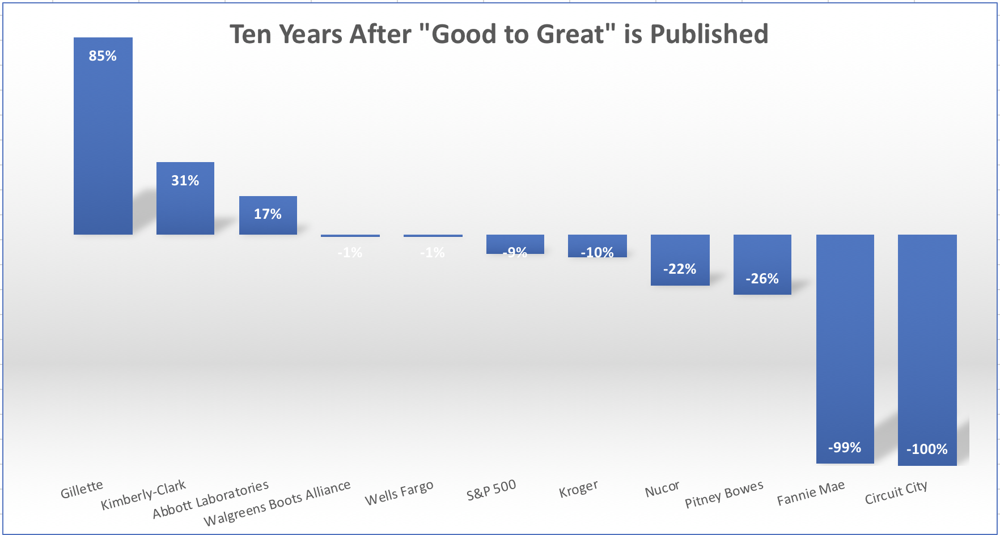 Ten Years After "Good to Great" is Published
85%
31%
17%
-1%
-1%
-9%
-10%
-22%
-26%
-99%
-100%
Gillette
Kimberly-Clark
Abbott Laboratories
Walgreens Boots Alliance
Wells Fargo
S&P 500
Kroger
Nucor
Pitney Bowes
Fannie Mae
Circuit City